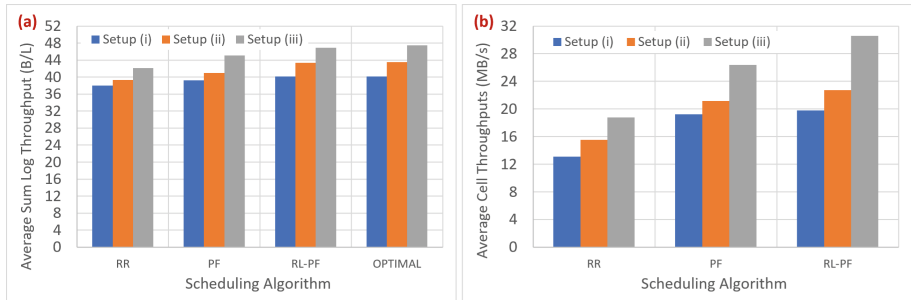 (a)
Average Sum Log Throughput (B/L)
52
48
44
40
36
32
28
24
20
16
12
8
4
0
Setup (i) Setup (ii) Setup (iii)
RR PF RL-PF OPTIMAL
Scheduling Algorithm
(b)
Average Cell Throughputs (MB/s)
32
28
24
20
16
12
8
4
0
Setup (i) Setup (ii) Setup (iii)
RR PF RL-PF
Scheduling Algorithm